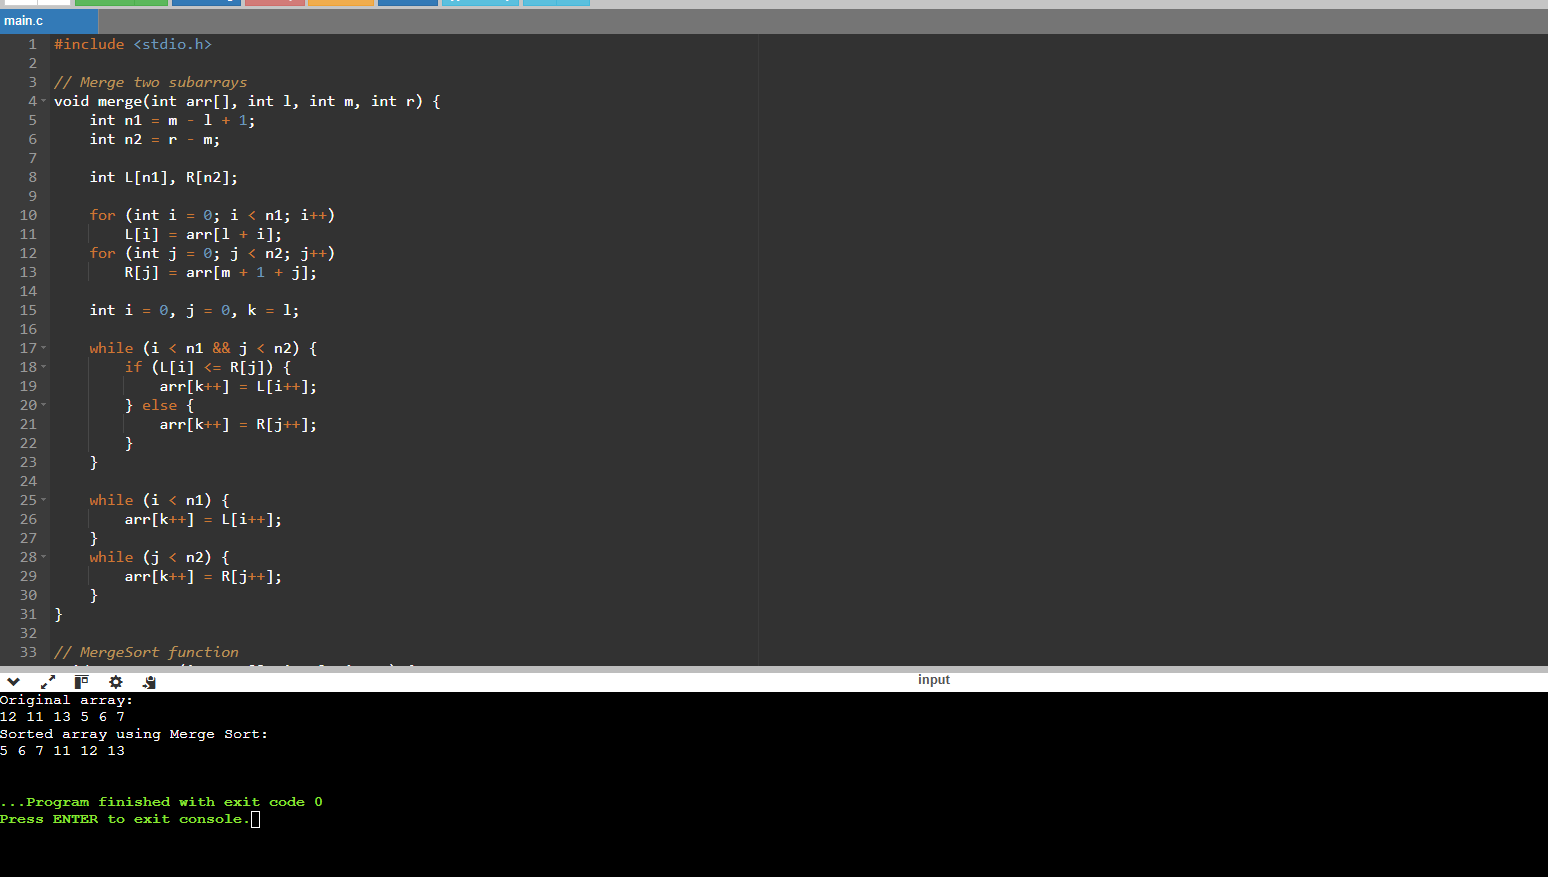 main.c
1 #include <stdio.h>
2
3 // Merge two subarrays
4 void merge(int arr[], int l, int m, int r) {
5     int n1 = m - l + 1;
6     int n2 = r - m;
7
8     int L[n1], R[n2];
9
10     for (int i = 0; i < n1; i++)
11         L[i] = arr[l + i];
12     for (int j = 0; j < n2; j++)
13         R[j] = arr[m + 1 + j];
14
15     int i = 0, j = 0, k = l;
16
17     while (i < n1 && j < n2) {
18         if (L[i] <= R[j]) {
19             arr[k++] = L[i++];
20         } else {
21             arr[k++] = R[j++];
22         }
23     }
24
25     while (i < n1) {
26         arr[k++] = L[i++];
27     }
28     while (j < n2) {
29         arr[k++] = R[j++];
30     }
31 }
32
33 // MergeSort function
input
Original array:
12 11 13 5 6 7
Sorted array using Merge Sort:
5 6 7 11 12 13
...Program finished with exit code 0
Press ENTER to exit console.